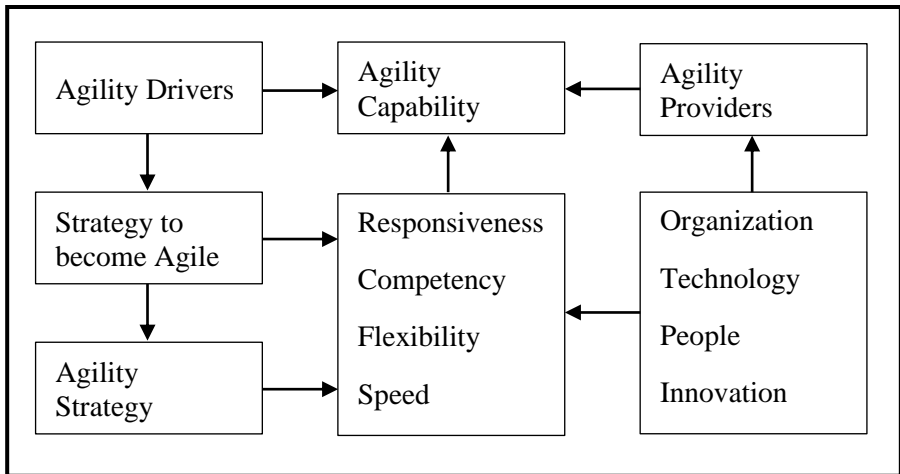 Agility Drivers
Agility
Capability
Agility
Providers
Strategy to
become Agile
Responsiveness
Competency
Flexibility
Speed
Organization
Technology
People
Innovation
Agility
Strategy